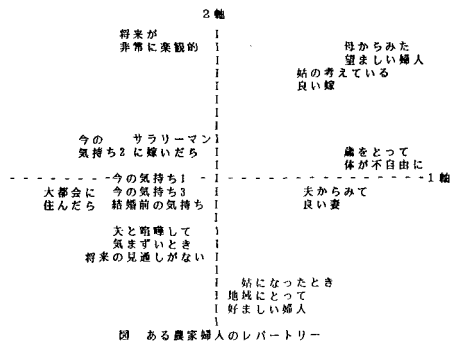 2軸
将来が
非常に楽観的
母からみた
望ましい婦人
姑の考えている
良い嫁
今の サラリーマン
気持ち2 に嫁いだら
歳をとって
体が不自由に
1軸
今の気持ち1
大都会に 今の気持ち3
住んだら 結婚前の気持ち
夫からみて
良い妻
夫と喧嘩して
気まずいとき
将来の見通しがない
姑になったとき
地域にとって
好ましい婦人
図 ある農家婦人のレパートリー